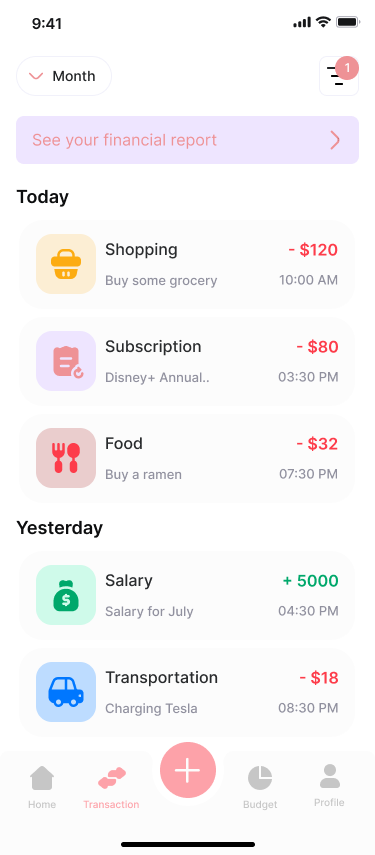 9:41
Month
1
See your financial report
Today
Shopping - $120
Buy some grocery 10:00 AM
Subscription - $80
Disney+ Annual.. 03:30 PM
Food - $32
Buy a ramen 07:30 PM
Yesterday
Salary + 5000
Salary for July 04:30 PM
Transportation - $18
Charging Tesla 08:30 PM
Home Transaction Budget Profile